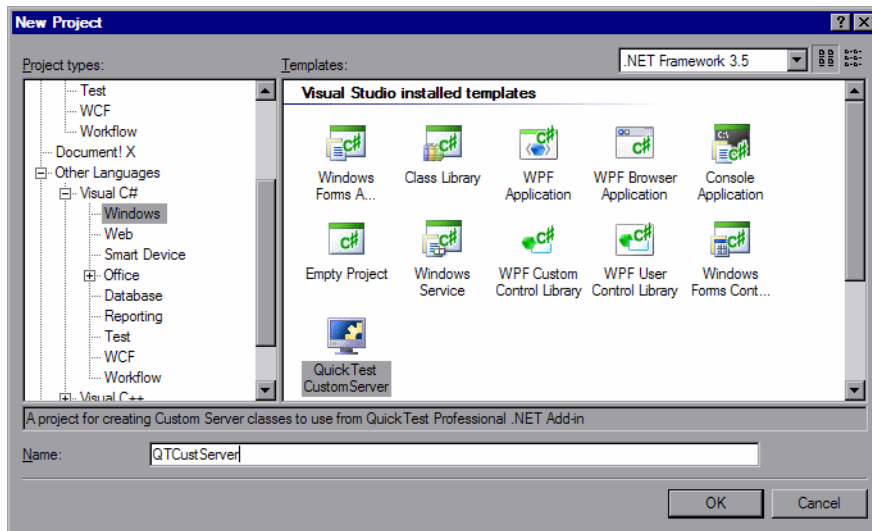 New Project
Project types:
Templates:
.NET Framework 3.5
Test
WCF
Workflow
Document! X
Other Languages
Visual C#
Windows
Web
Smart Device
Office
Database
Reporting
Test
WCF
Workflow
Visual C++
Visual Studio installed templates
Windows
Forms A...
Class Library
WPF
Application
WPF Browser
Application
Console
Application
Empty Project
Windows
Service
WPF Custom
Control Library
WPF User
Control Library
Windows
Forms Cont...
QuickTest
CustomServer
A project for creating Custom Server classes to use from QuickTest Professional .NET Add-in
Name:
QTCustServer
OK
Cancel